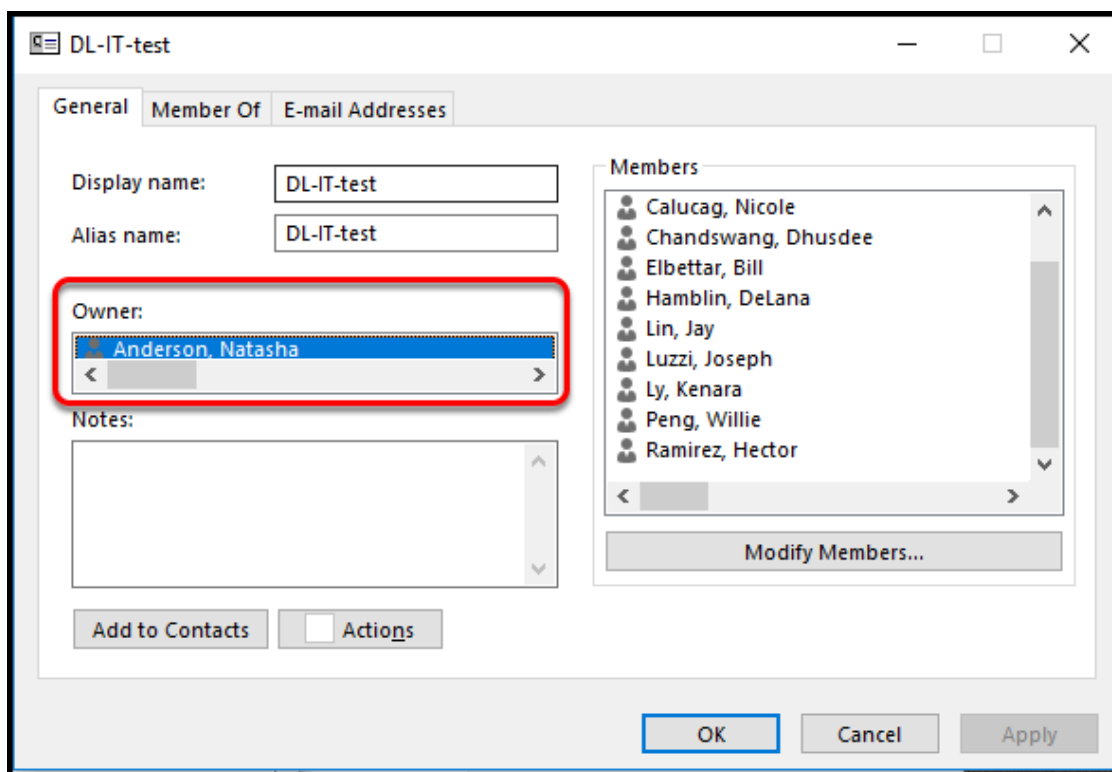 DL-IT-test
General Member Of E-mail Addresses
Display name: DL-IT-test
Alias name: DL-IT-test
Owner:
Anderson, Natasha
Notes:
Add to Contacts Actions
Members
Calucag, Nicole
Chandswang, Dhusdee
Elbettar, Bill
Hamblin, DeLana
Lin, Jay
Luzzi, Joseph
Ly, Kenara
Peng, Willie
Ramirez, Hector
Modify Members...
OK Cancel Apply